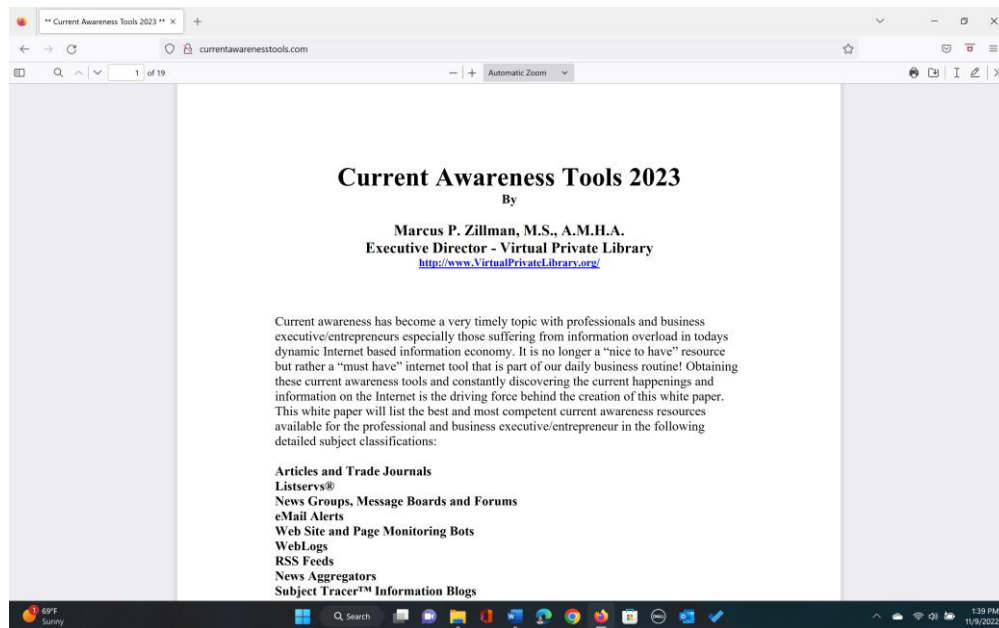 ** Current Awareness Tools 2023 **
currentawarenesstools.com
1 of 19
Automatic Zoom
Current Awareness Tools 2023
By
Marcus P. Zillman, M.S., A.M.H.A.
Executive Director - Virtual Private Library
http://www.VirtualPrivateLibrary.org/
Current awareness has become a very timely topic with professionals and business
executive/entrepreneurs especially those suffering from information overload in todays
dynamic Internet based information economy. It is no longer a “nice to have” resource
but rather a “must have” internet tool that is part of our daily business routine! Obtaining
these current awareness tools and constantly discovering the current happenings and
information on the Internet is the driving force behind the creation of this white paper.
This white paper will list the best and most competent current awareness resources
available for the professional and business executive/entrepreneur in the following
detailed subject classifications:
Articles and Trade Journals
Listservs®
News Groups, Message Boards and Forums
eMail Alerts
Web Site and Page Monitoring Bots
WebLogs
RSS Feeds
News Aggregators
Subject Tracer™ Information Blogs
1
69°F
Sunny
Search
DELL
1:39 PM
11/9/2022